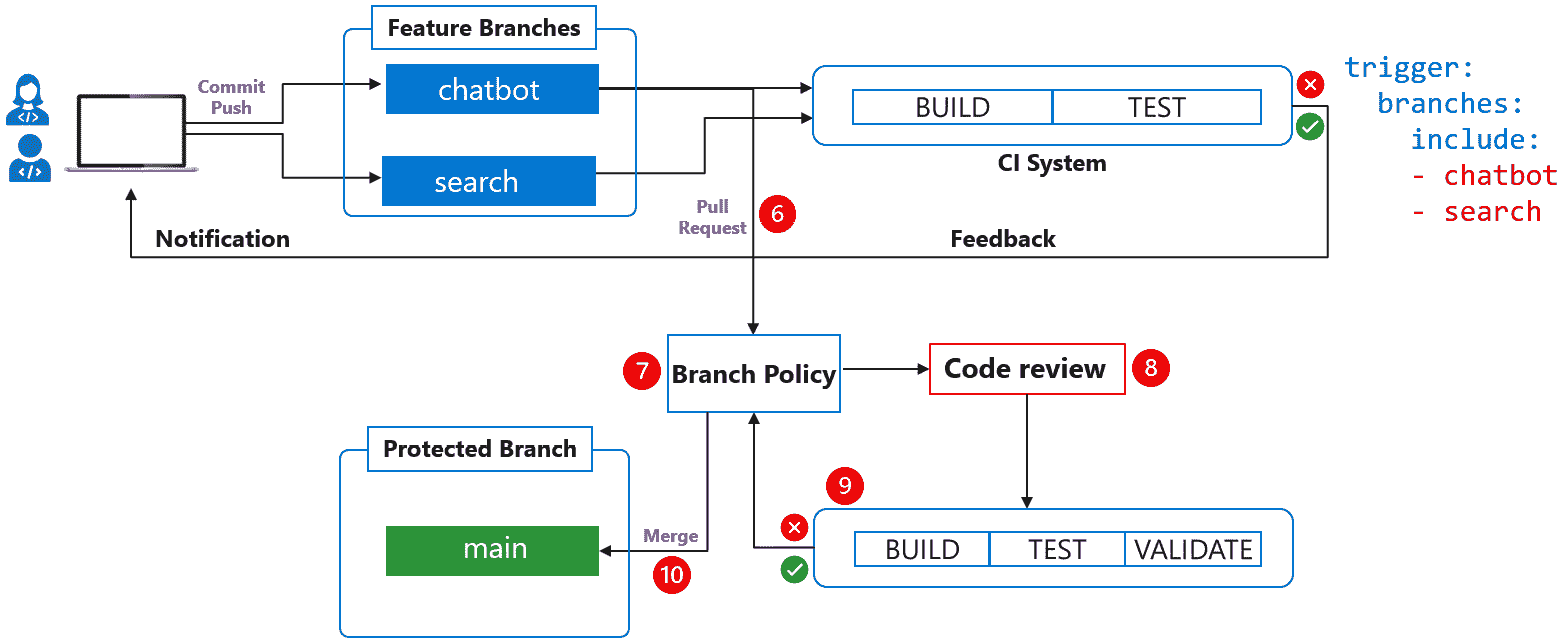 Feature Branches
Commit
Push
chatbot
search
BUILD
TEST
CI System
trigger:
branches:
include:
- chatbot
- search
Pull
Request
6
Notification
Feedback
7
Branch Policy
Code review
8
Protected Branch
main
Merge
10
9
BUILD
TEST
VALIDATE